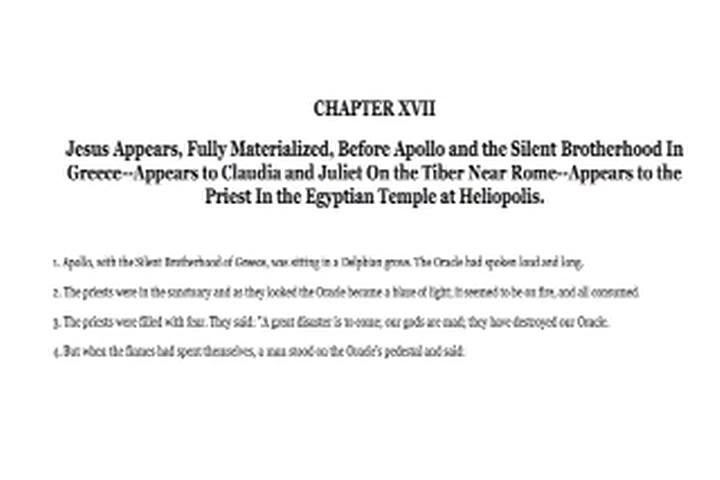 CHAPTER XVII
Jesus Appears, Fully Materialized, Before Apollo and the Silent Brotherhood In
Greece--Appears to Claudia and Juliet On the Tiber Near Rome--Appears to the
Priest In the Egyptian Temple at Heliopolis.
1. Apollo, with the Silent Brotherhood of Greece, was sitting in a Delphian grove. The Oracle had spoken loud and long.
2. The priests were in the sanctuary and as they looked the Oracle became a blaze of light; it seemed to be on fire, and all consumed.
3. The priests were filled with fear. They said: "A great disaster is to come; our gods are mad; they have destroyed our Oracle.
4. But when the flames had spent themselves, a man stood on the Oracle's pedestal and said: